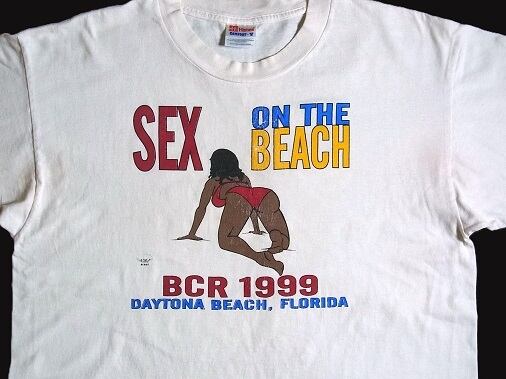 SEX ON THE
BEACH
BCR 1999
DAYTONA BEACH, FLORIDA